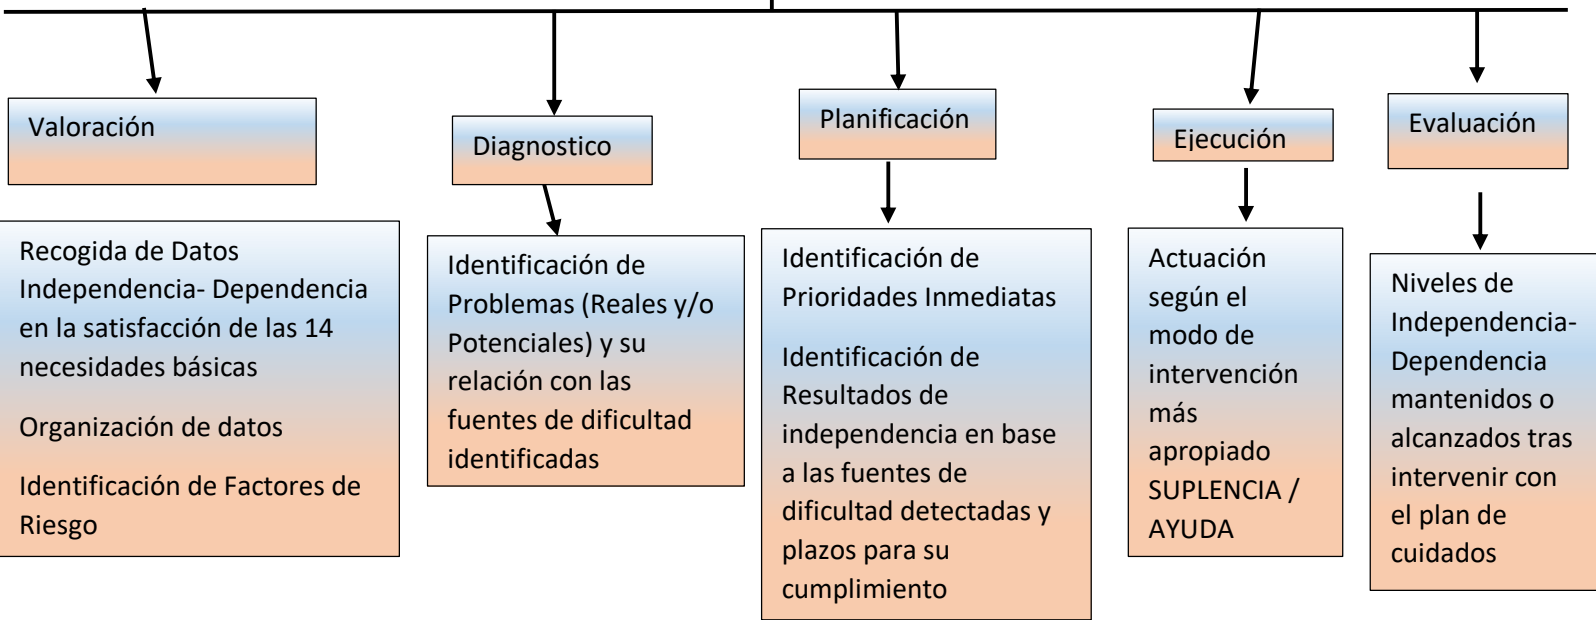 Valoración
Diagnostico
Planificación
Ejecución
Evaluación
Recogida de Datos
Independencia- Dependencia
en la satisfacción de las 14
necesidades básicas
Organización de datos
Identificación de Factores de
Riesgo
Identificación de
Problemas (Reales y/o
Potenciales) y su
relación con las
fuentes de dificultad
identificadas
Identificación de
Prioridades Inmediatas
Identificación de
Resultados de
independencia en base
a las fuentes de
dificultad detectadas y
plazos para su
cumplimiento
Actuación
según el
modo de
intervención
más
apropiado
SUPLENCIA /
AYUDA
Niveles de
Independencia-
Dependencia
mantenidos o
alcanzados tras
intervenir con
el plan de
cuidados